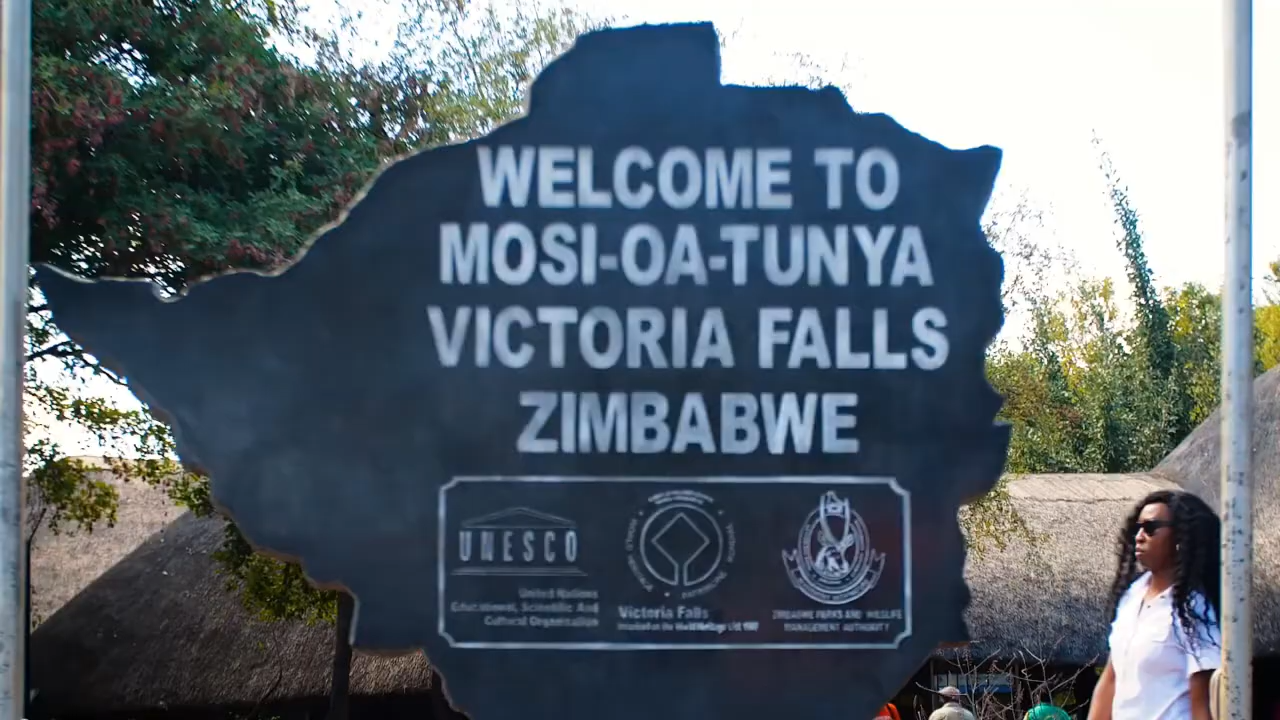 WELCOME TO
MOSI-OA-TUNYA
VICTORIA FALLS
ZIMBABWE
UNESCO
United Nations
Educational, Scientific And
Cultural Organisation
Victoria Falls
ZIMBABWE PARKS AND WILDLIFE
MANAGEMENT AUTHORITY